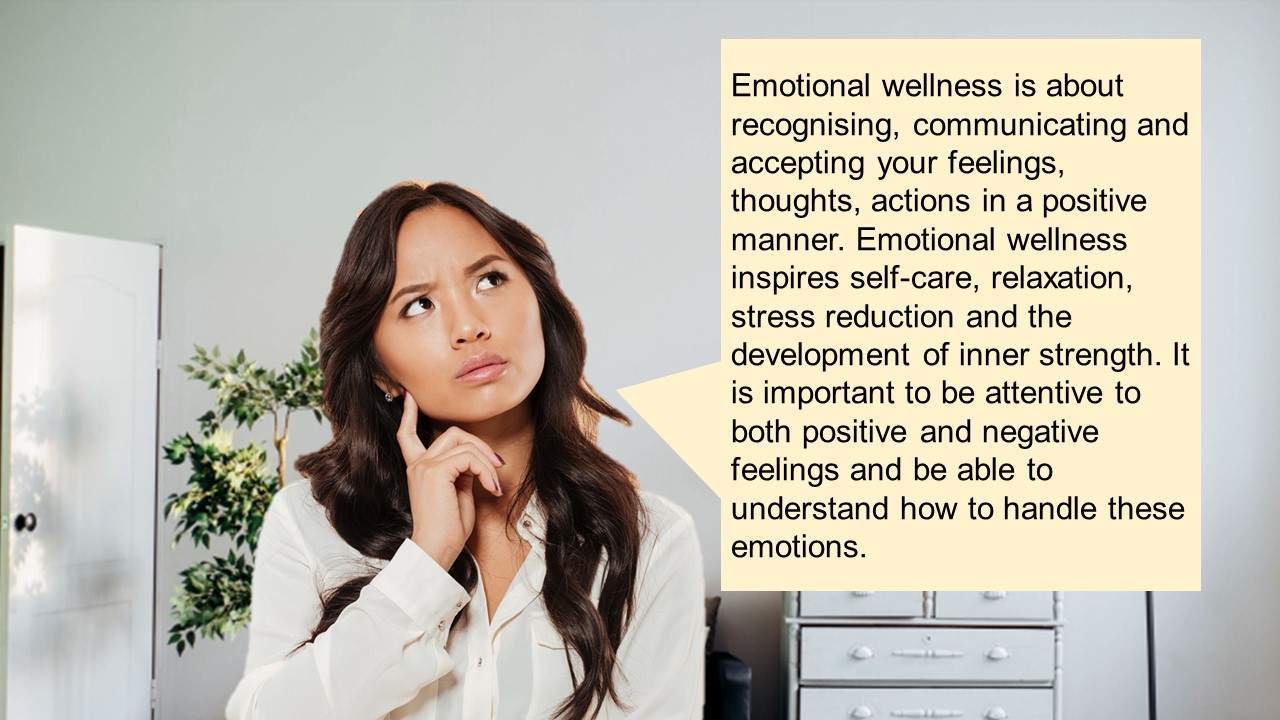 Emotional wellness is about
recognising, communicating and
accepting your feelings,
thoughts, actions in a positive
manner. Emotional wellness
inspires self-care, relaxation,
stress reduction and the
development of inner strength. It
is important to be attentive to
both positive and negative
feelings and be able to
understand how to handle these
emotions.